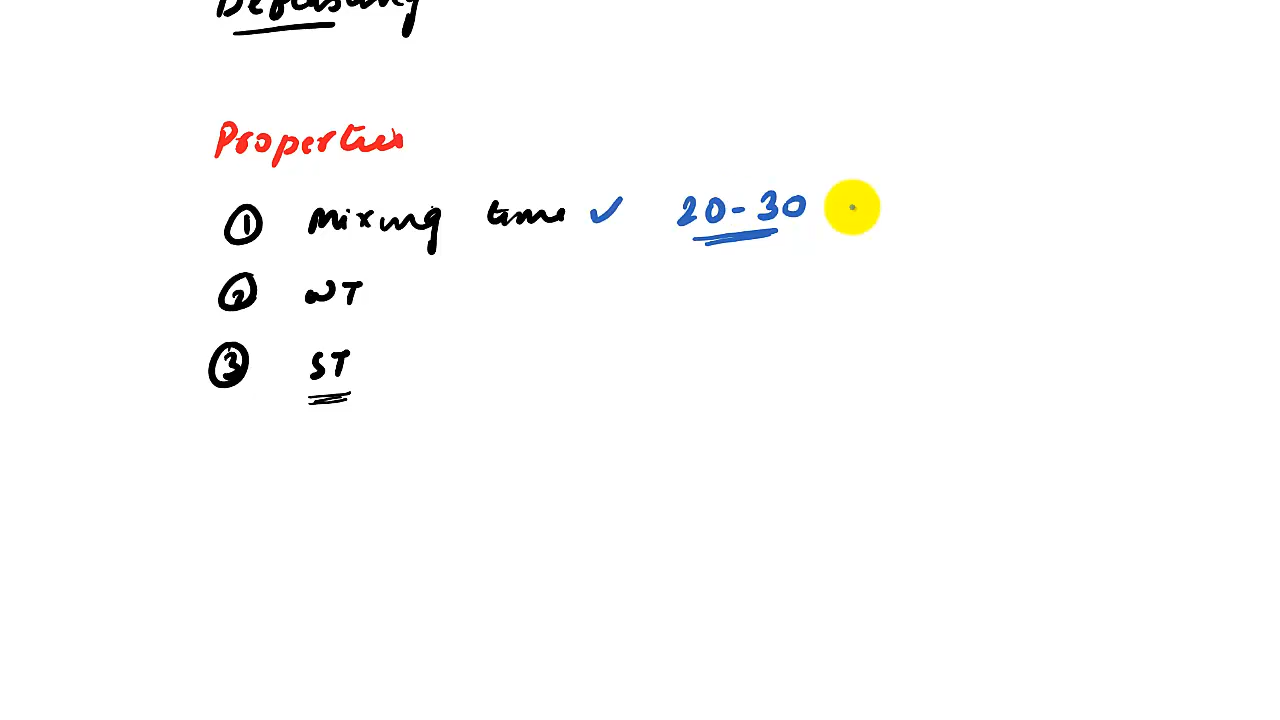 Properties
① Mixing time ✓ 20-30
② WT
③ ST